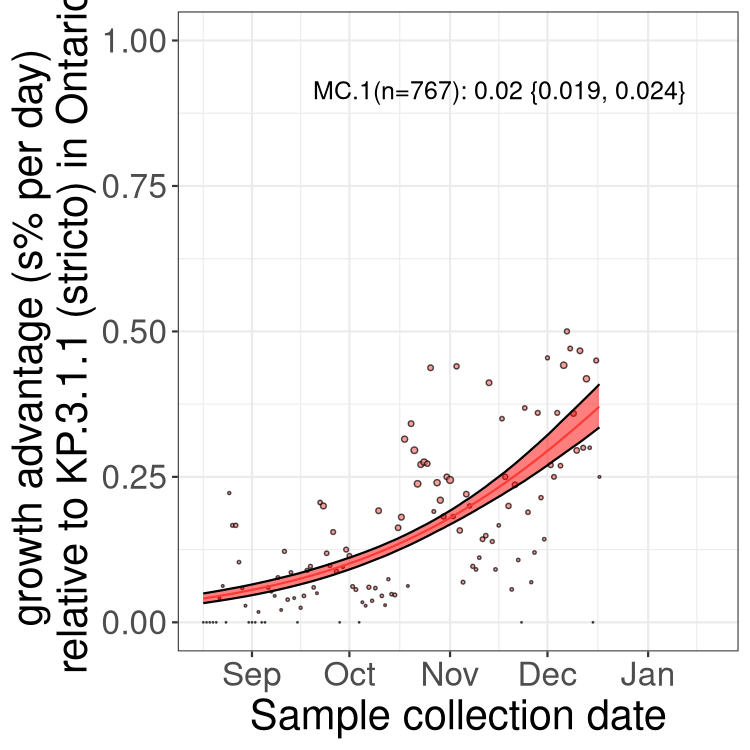 growth advantage (s% per day)
relative to KP.3.1.1 (stricto) in Ontario
1.00
0.75
0.50
0.25
0.00
MC.1(n=767): 0.02 {0.019, 0.024}
Sep Oct Nov Dec Jan
Sample collection date